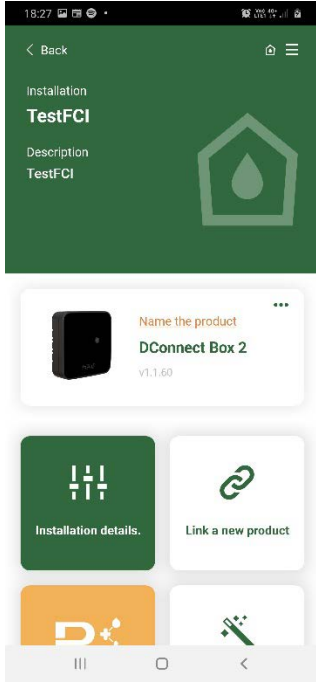 18:27
Back
Installation
TestFCI
Description
TestFCI
Name the product
DConnect Box 2
v1.1.60
Installation details.
Link a new product